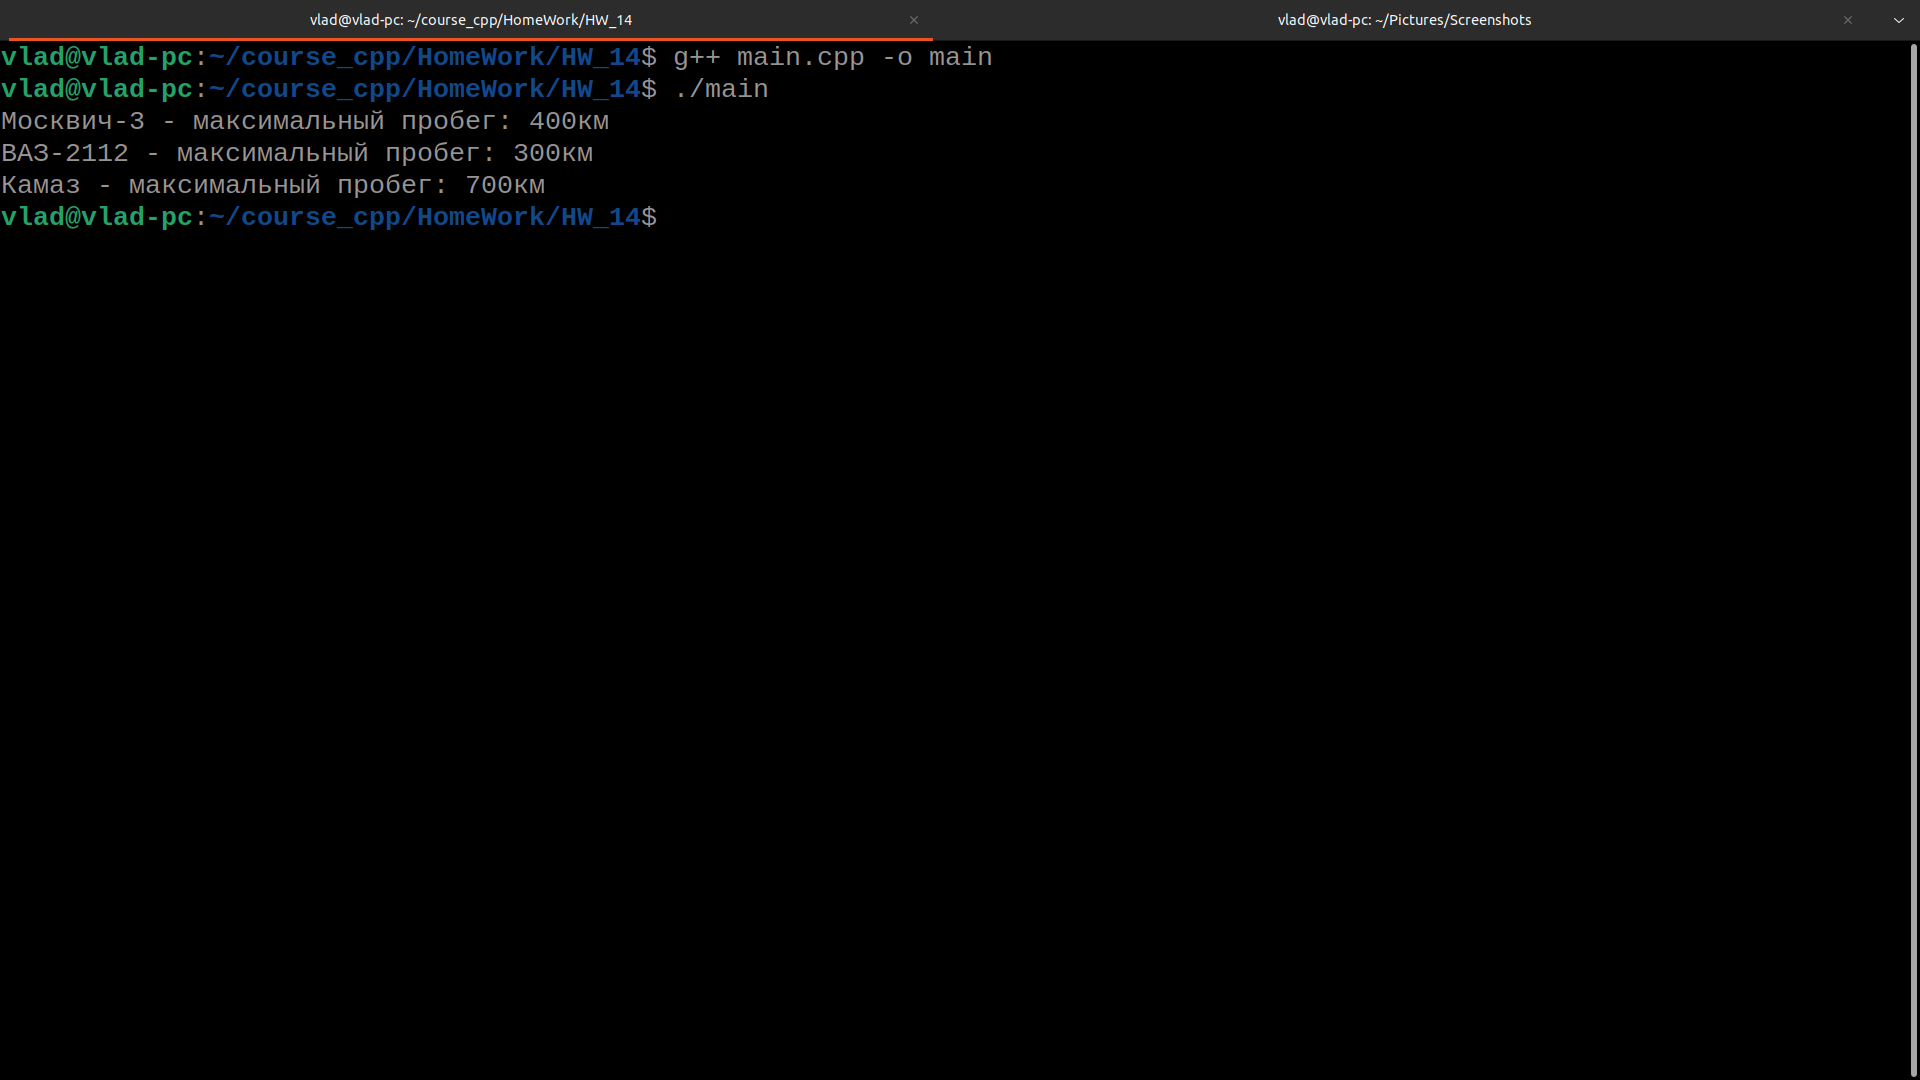 vlad@vlad-pc: ~/course_cpp/HomeWork/HW_14
vlad@vlad-pc: ~/Pictures/Screenshots
vlad@vlad-pc:~/course_cpp/HomeWork/HW_14$ g++ main.cpp -o main
vlad@vlad-pc:~/course_cpp/HomeWork/HW_14$ ./main
Москвич-3 - максимальный пробег: 400км
ВАЗ-2112 - максимальный пробег: 300км
Камаз - максимальный пробег: 700км
vlad@vlad-pc:~/course_cpp/HomeWork/HW_14$